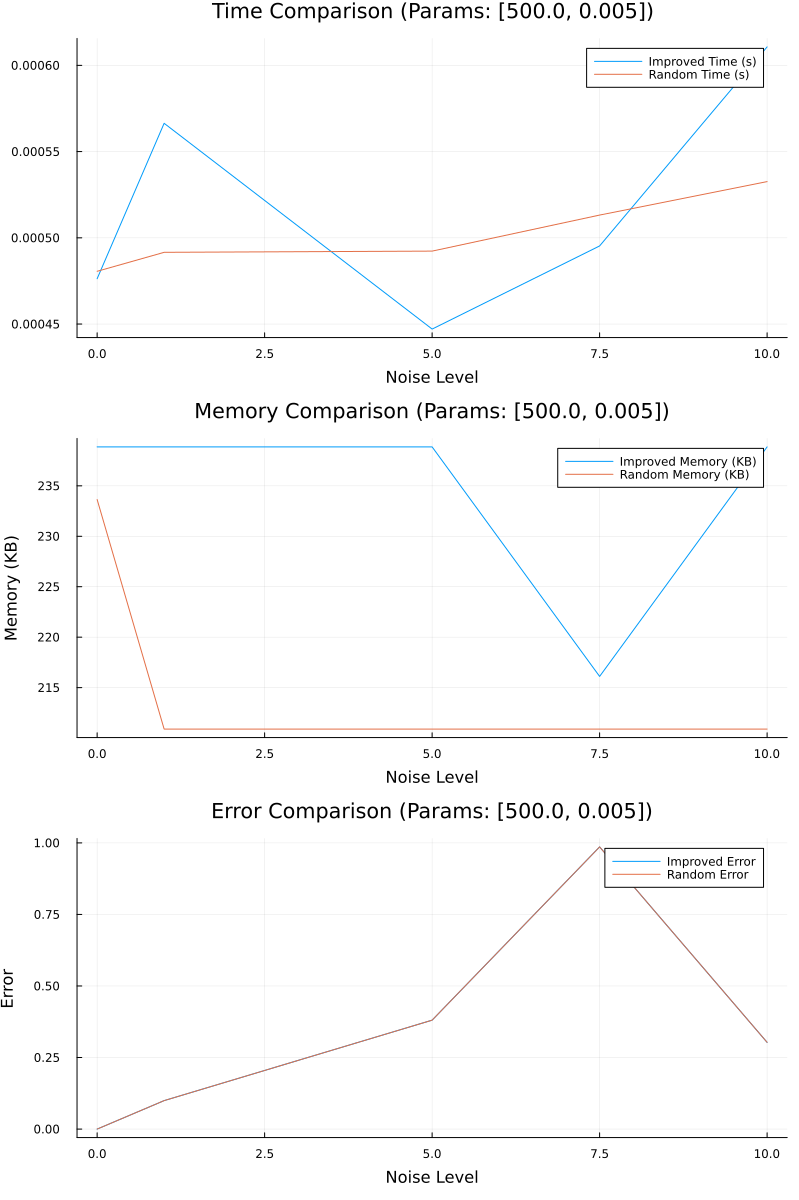 Time Comparison (Params: [500.0, 0.005])
Improved Time (s)
Random Time (s)
0.00060
0.00055
0.00050
0.00045
0.0 2.5 5.0 7.5 10.0
Noise Level
Memory Comparison (Params: [500.0, 0.005])
Improved Memory (KB)
Random Memory (KB)
Memory (KB)
235
230
225
220
215
0.0 2.5 5.0 7.5 10.0
Noise Level
Error Comparison (Params: [500.0, 0.005])
Improved Error
Random Error
Error
1.00
0.75
0.50
0.25
0.00
0.0 2.5 5.0 7.5 10.0
Noise Level